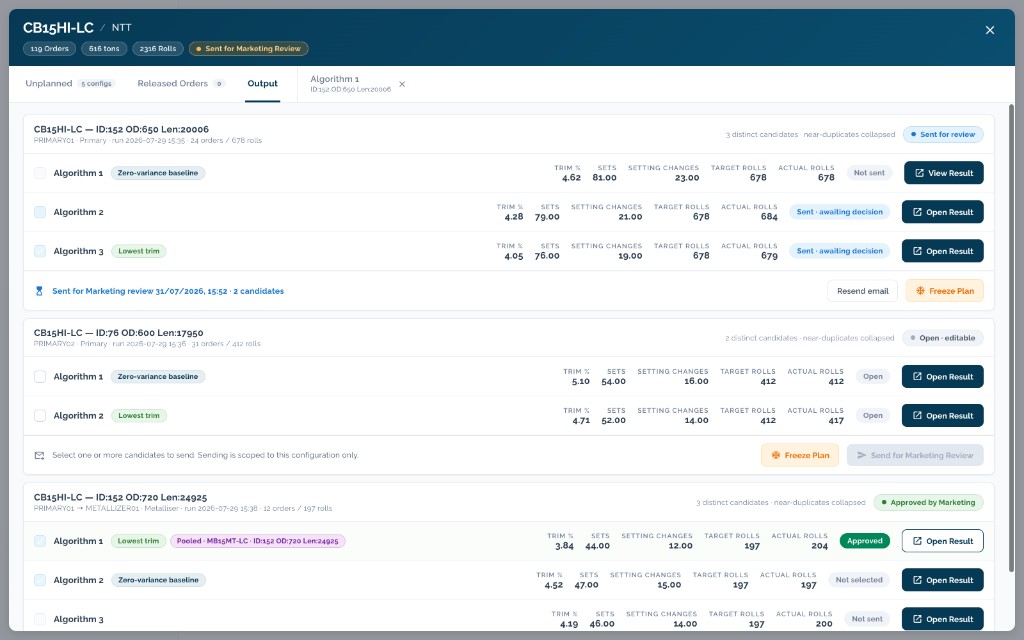 CB15HI-LC / NTT
119 Orders 616 tons 2316 Rolls Sent for Marketing Review
Unplanned 5 configs Released Orders 0 Output Algorithm 1
ID:152 OD:650 Len:20006
CB15HI-LC — ID:152 OD:650 Len:20006
PRIMARY01 · Primary · run 2026-07-29 15:35 · 24 orders / 678 rolls
3 distinct candidates · near-duplicates collapsed Sent for review
Algorithm 1 Zero-variance baseline
TRIM % SETS SETTING CHANGES TARGET ROLLS ACTUAL ROLLS
4.62 81.00 23.00 678 678
Not sent View Result
Algorithm 2
TRIM % SETS SETTING CHANGES TARGET ROLLS ACTUAL ROLLS
4.28 79.00 21.00 678 684
Sent · awaiting decision Open Result
Algorithm 3 Lowest trim
TRIM % SETS SETTING CHANGES TARGET ROLLS ACTUAL ROLLS
4.05 76.00 19.00 678 679
Sent · awaiting decision Open Result
Sent for Marketing review 31/07/2026, 15:52 · 2 candidates Resend email Freeze Plan
CB15HI-LC — ID:76 OD:600 Len:17950
PRIMARY02 · Primary · run 2026-07-29 15:36 · 31 orders / 412 rolls
2 distinct candidates · near-duplicates collapsed Open · editable
Algorithm 1 Zero-variance baseline
TRIM % SETS SETTING CHANGES TARGET ROLLS ACTUAL ROLLS
5.10 54.00 16.00 412 412
Open Open Result
Algorithm 2 Lowest trim
TRIM % SETS SETTING CHANGES TARGET ROLLS ACTUAL ROLLS
4.71 52.00 14.00 412 417
Open Open Result
Select one or more candidates to send. Sending is scoped to this configuration only. Freeze Plan Send for Marketing Review
CB15HI-LC — ID:152 OD:720 Len:24925
PRIMARY01 → METALLIZER01 · Metalliser · run 2026-07-29 15:38 · 12 orders / 197 rolls
3 distinct candidates · near-duplicates collapsed Approved by Marketing
Algorithm 1 Lowest trim Pooled · MB15MT-LC · ID:152 OD:720 Len:24925
TRIM % SETS SETTING CHANGES TARGET ROLLS ACTUAL ROLLS
3.84 44.00 12.00 197 204
Approved Open Result
Algorithm 2 Zero-variance baseline
TRIM % SETS SETTING CHANGES TARGET ROLLS ACTUAL ROLLS
4.52 47.00 15.00 197 197
Not selected Open Result
Algorithm 3
TRIM % SETS SETTING CHANGES TARGET ROLLS ACTUAL ROLLS
4.19 46.00 14.00 197 200
Not sent Open Result